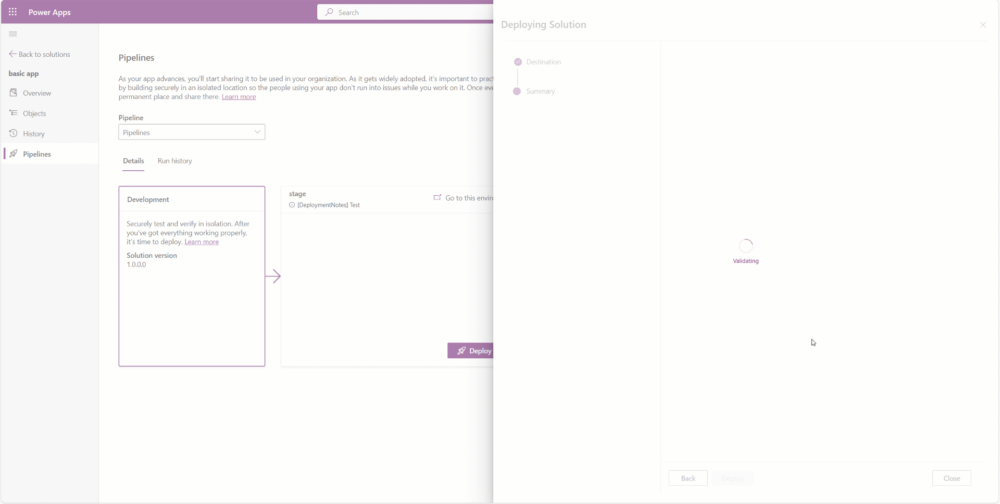 Power Apps
Search
Back to solutions
basic app
Overview
Objects
History
Pipelines
Pipelines
As your app advances, you'll start sharing it to be used in your organization. As it gets widely adopted, it's important to pract
by building securely in an isolated location so the people using your app don't run into issues while you work on it. Once eve
permanent place and share there. Learn more
Pipeline
Pipelines
Details
Run history
Development
Securely test and verify in isolation. After
you've got everything working properly,
it's time to deploy. Learn more
Solution version
1.0.0.0
stage
[DeploymentNotes] Test
Go to this enviro
Deploy
Deploying Solution
Destination
Summary
Validating
Back
Deploy
Close